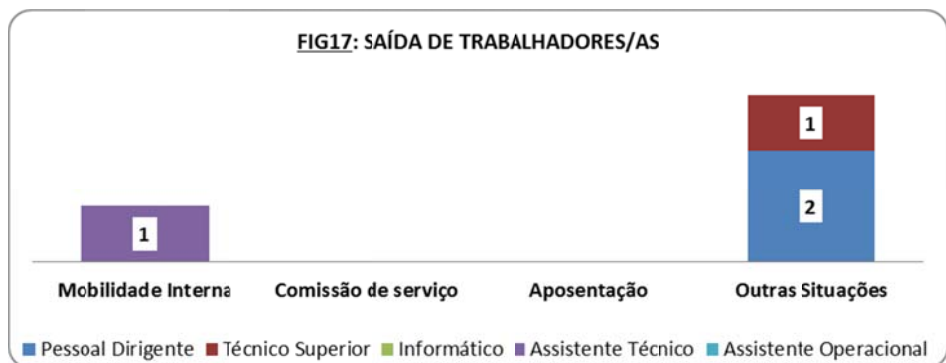 FIG17: SAÍDA DE TRABALHADORES/AS
1
1
2
Mobilidade Interna Comissão de serviço Aposentação Outras Situações
Pessoal Dirigente Técnico Superior Informático Assistente Técnico Assistente Operacional